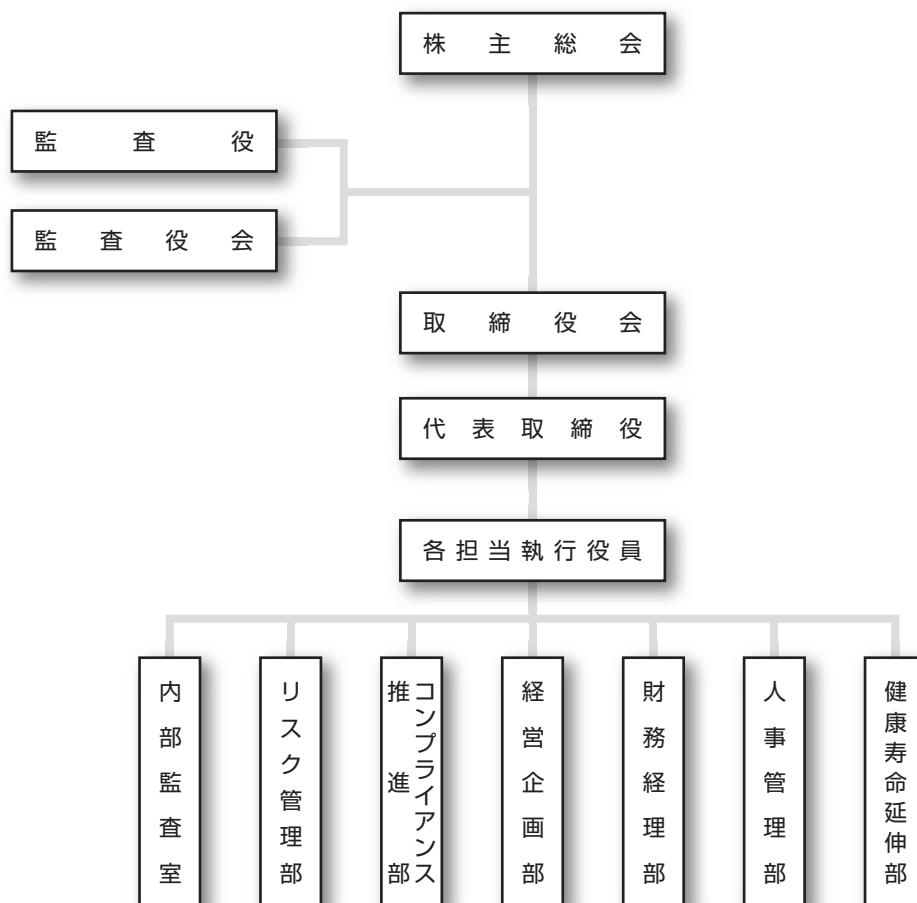 株主総会
監査役
監査役会
取締役会
代表取締役
各担当執行役員
内部監査室
リスク管理部
コンプライアンス
推進部
経営企画部
財務経理部
人事管理部
健康寿命延伸部